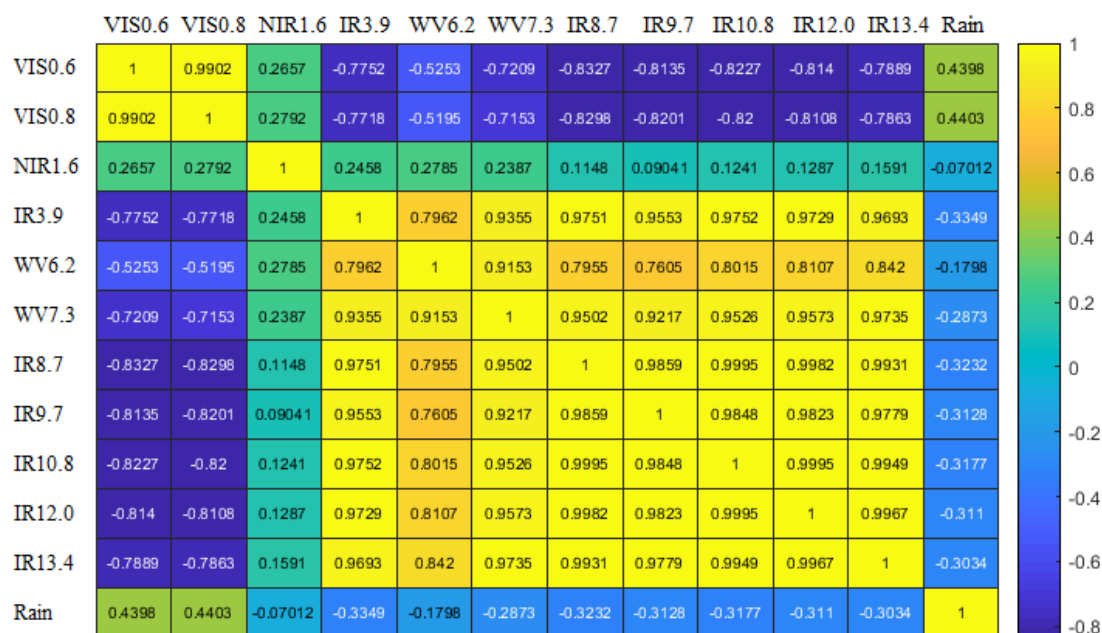 VIS0.6 VIS0.8 NIR1.6 IR3.9 WV6.2 WV7.3 IR8.7 IR9.7 IR10.8 IR12.0 IR13.4 Rain
VIS0.6 1 0.9902 0.2657 -0.7752 -0.5253 -0.7209 -0.8327 -0.8135 -0.8227 -0.814 -0.7889 0.4398
VIS0.8 0.9902 1 0.2792 -0.7718 -0.5195 -0.7153 -0.8298 -0.8201 -0.82 -0.8108 -0.7863 0.4403
NIR1.6 0.2657 0.2792 1 0.2458 0.2785 0.2387 0.1148 0.09041 0.1241 0.1287 0.1591 -0.07012
IR3.9 -0.7752 -0.7718 0.2458 1 0.7962 0.9355 0.9751 0.9553 0.9752 0.9729 0.9693 -0.3349
WV6.2 -0.5253 -0.5195 0.2785 0.7962 1 0.9153 0.7955 0.7605 0.8015 0.8107 0.842 -0.1798
WV7.3 -0.7209 -0.7153 0.2387 0.9355 0.9153 1 0.9502 0.9217 0.9526 0.9573 0.9735 -0.2873
IR8.7 -0.8327 -0.8298 0.1148 0.9751 0.7955 0.9502 1 0.9859 0.9995 0.9982 0.9931 -0.3232
IR9.7 -0.8135 -0.8201 0.09041 0.9553 0.7605 0.9217 0.9859 1 0.9848 0.9823 0.9779 -0.3128
IR10.8 -0.8227 -0.82 0.1241 0.9752 0.8015 0.9526 0.9995 0.9848 1 0.9995 0.9949 -0.3177
IR12.0 -0.814 -0.8108 0.1287 0.9729 0.8107 0.9573 0.9982 0.9823 0.9995 1 0.9967 -0.311
IR13.4 -0.7889 -0.7863 0.1591 0.9693 0.842 0.9735 0.9931 0.9779 0.9949 0.9967 1 -0.3034
Rain 0.4398 0.4403 -0.07012 -0.3349 -0.1798 -0.2873 -0.3232 -0.3128 -0.3177 -0.311 -0.3034 1
1
0.8
0.6
0.4
0.2
0
-0.2
-0.4
-0.6
-0.8